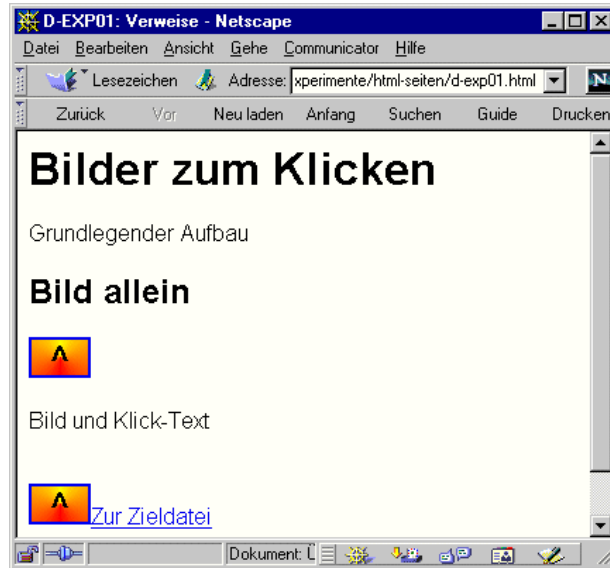 D-EXP01: Verweise - Netscape
Datei Bearbeiten Ansicht Gehe Communicator Hilfe
Lesezeichen Adresse: xperimente/html-seiten/d-exp01.html N
Zurück Vor Neu laden Anfang Suchen Guide Drucken
Bilder zum Klicken
Grundlegender Aufbau
Bild allein
^
Bild und Klick-Text
^ Zur Zieldatei
Dokument: Ü